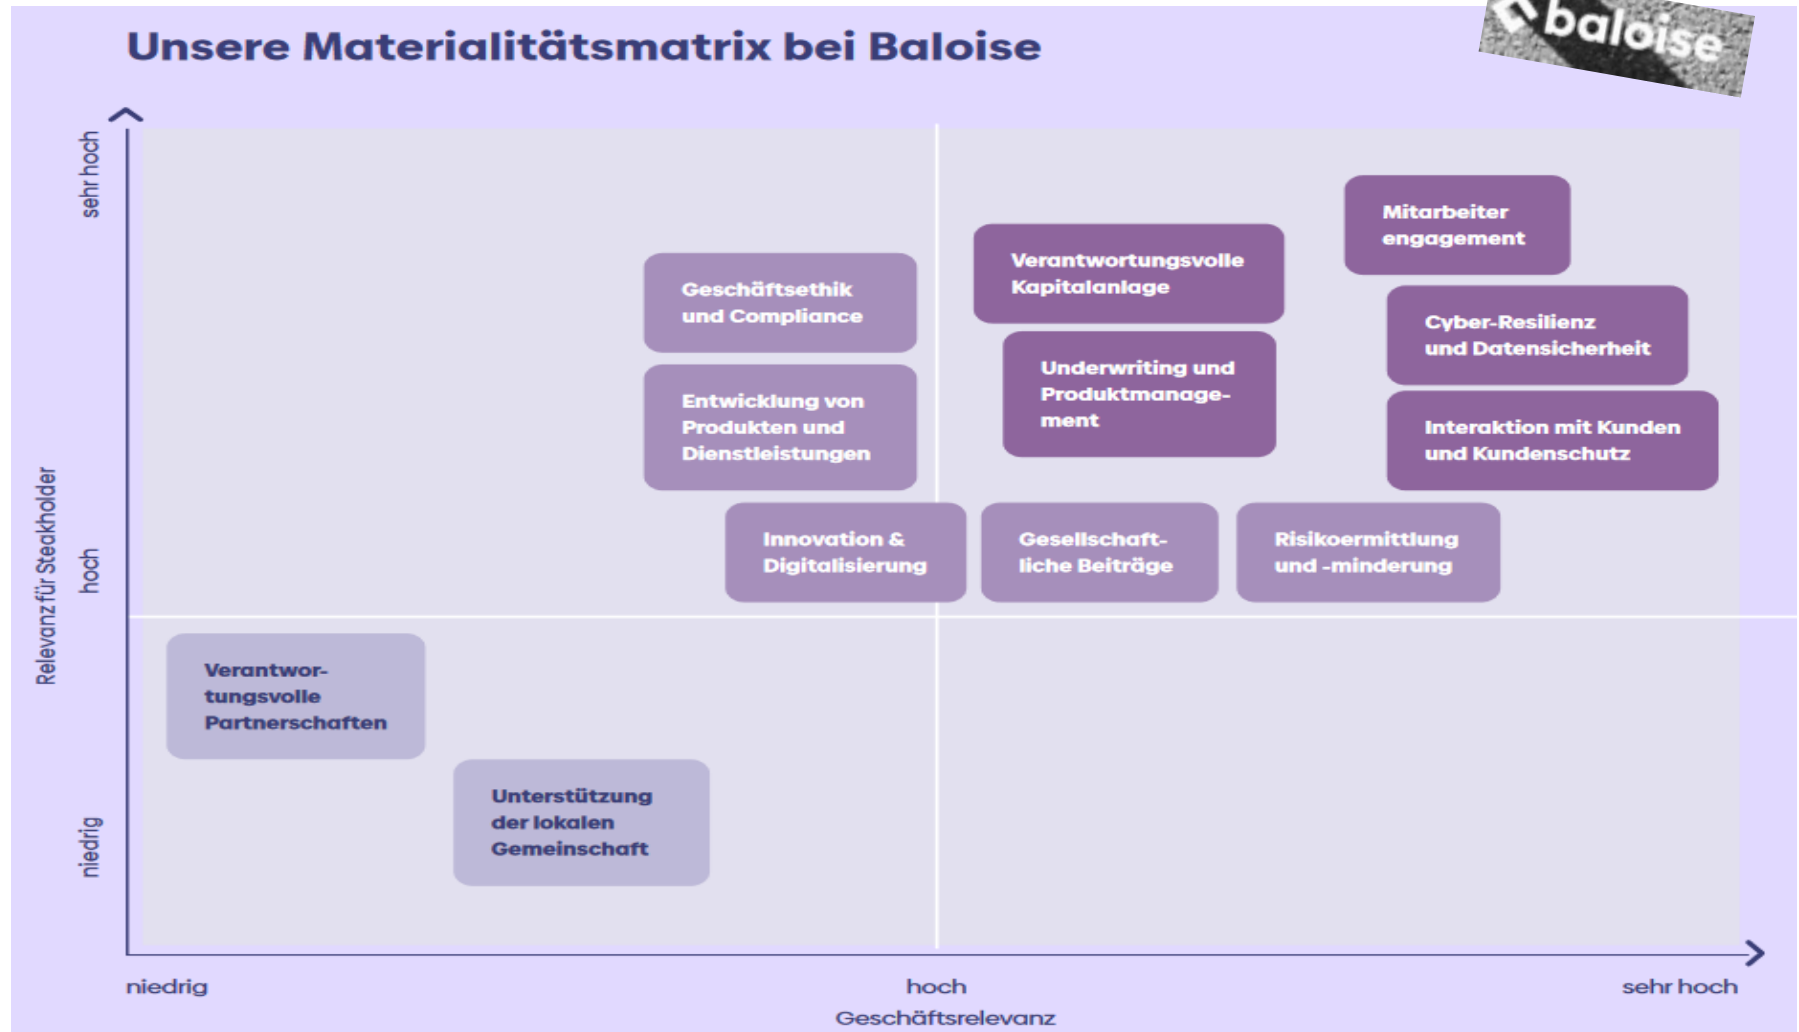 Unsere Materialitätsmatrix bei Baloise
baloise
sehr hoch
hoch
niedrig
Relevanz für Steakholder
Mitarbeiter
engagement
Verantwortungsvolle
Kapitalanlage
Geschäftsethik
und Compliance
Cyber-Resilienz
und Datensicherheit
Underwriting und
Produktmanage-
ment
Entwicklung von
Produkten und
Dienstleistungen
Interaktion mit Kunden
und Kundenschutz
Innovation &
Digitalisierung
Gesellschaft-
liche Beiträge
Risikoermittlung
und -minderung
Verantwor-
tungsvolle
Partnerschaften
Unterstützung
der lokalen
Gemeinschaft
niedrig
hoch
sehr hoch
Geschäftsrelevanz